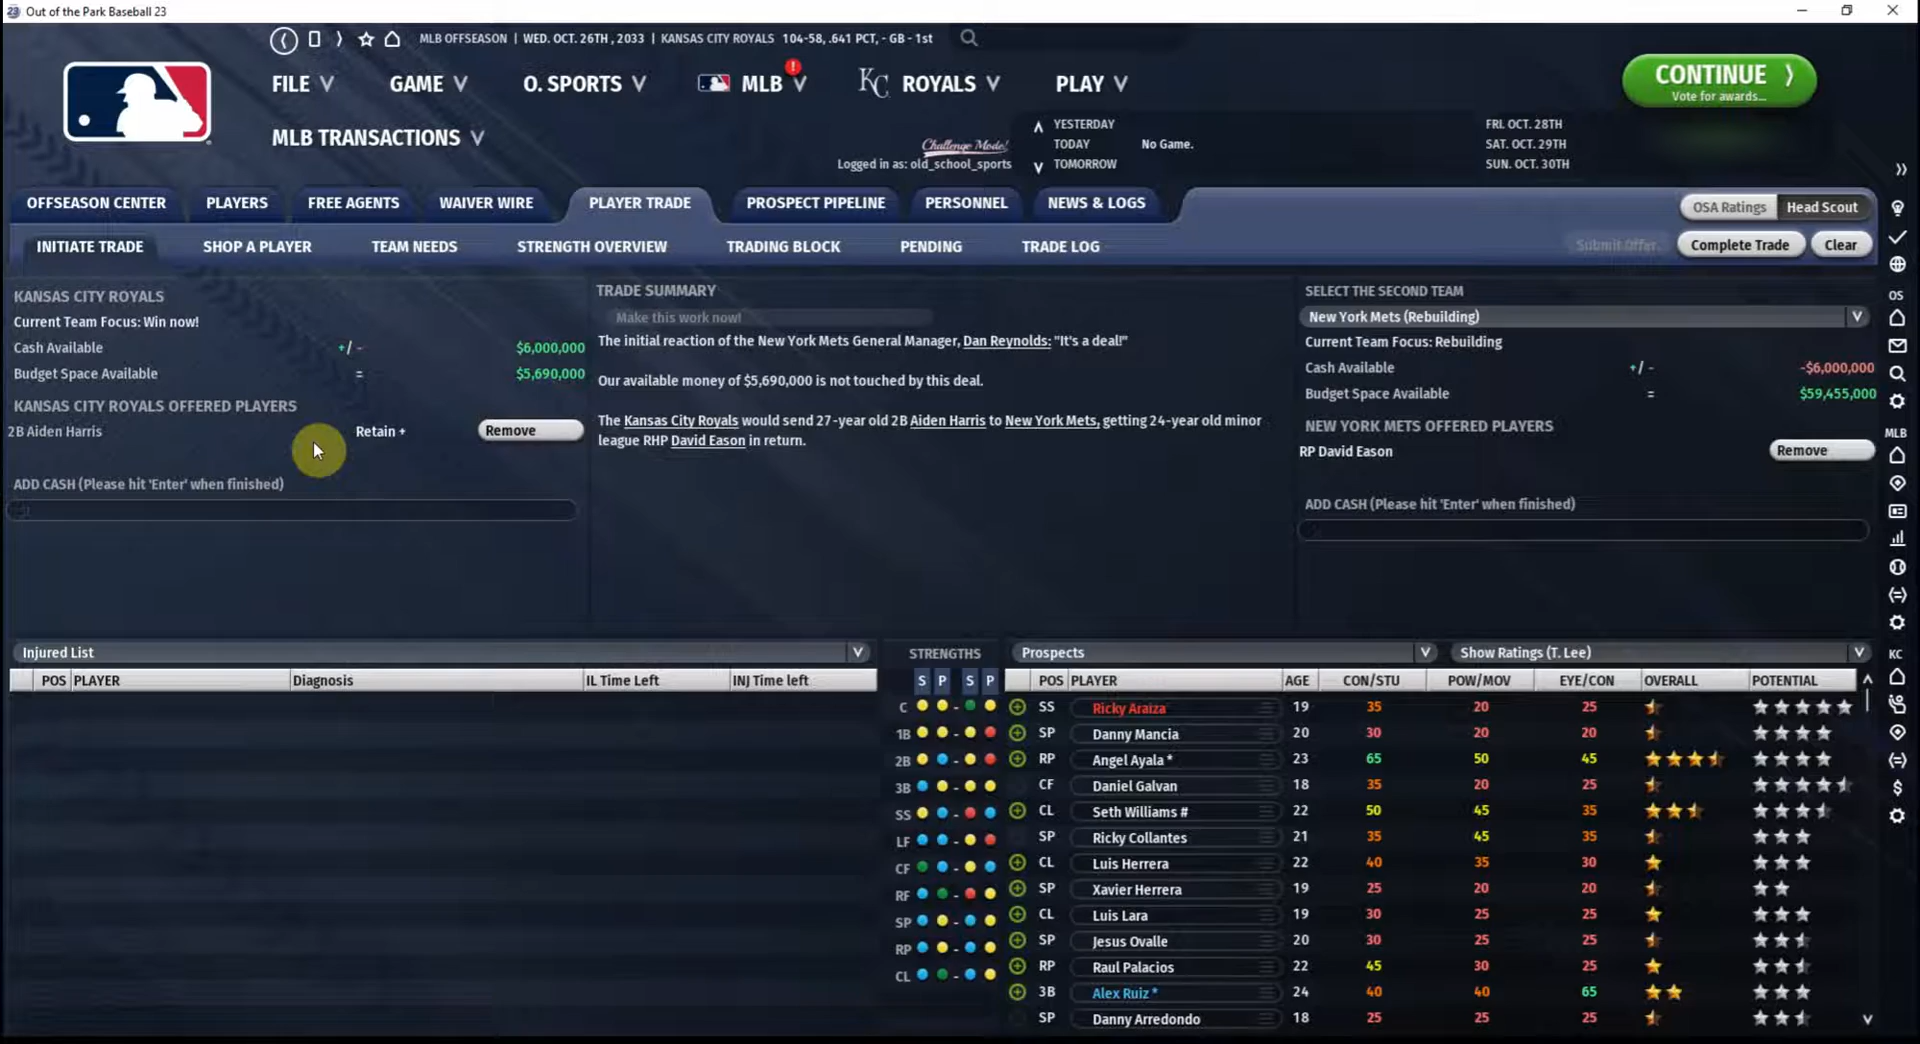 23 Out of the Park Baseball 23
MLB OFFSEASON | WED. OCT. 26TH , 2033 | KANSAS CITY ROYALS 104-58, .641 PCT, - GB - 1st
FILE GAME O. SPORTS MLB ! KC ROYALS PLAY
CONTINUE
Vote for awards...
MLB TRANSACTIONS
Challenge Mode!
Logged in as: old_school_sports
YESTERDAY
TODAY No Game.
TOMORROW
FRI. OCT. 28TH
SAT. OCT. 29TH
SUN. OCT. 30TH
OFFSEASON CENTER PLAYERS FREE AGENTS WAIVER WIRE PLAYER TRADE PROSPECT PIPELINE PERSONNEL NEWS & LOGS OSA Ratings Head Scout
INITIATE TRADE SHOP A PLAYER TEAM NEEDS STRENGTH OVERVIEW TRADING BLOCK PENDING TRADE LOG Submit Offer. Complete Trade Clear
KANSAS CITY ROYALS
Current Team Focus: Win now!
Cash Available +/- $6,000,000
Budget Space Available = $5,690,000
KANSAS CITY ROYALS OFFERED PLAYERS
2B Aiden Harris Retain + Remove
ADD CASH (Please hit 'Enter' when finished)
TRADE SUMMARY
Make this work now!
The initial reaction of the New York Mets General Manager, Dan Reynolds: "It's a deal!"
Our available money of $5,690,000 is not touched by this deal.
The Kansas City Royals would send 27-year old 2B Aiden Harris to New York Mets, getting 24-year old minor
league RHP David Eason in return.
SELECT THE SECOND TEAM
New York Mets (Rebuilding)
Current Team Focus: Rebuilding
Cash Available +/- -$6,000,000
Budget Space Available = $59,455,000
NEW YORK METS OFFERED PLAYERS
RP David Eason Remove
ADD CASH (Please hit 'Enter' when finished)
OS
MLB
KC
Injured List
POS PLAYER Diagnosis IL Time Left INJ Time left
STRENGTHS
S P S P
C -
1B -
2B -
3B -
SS -
LF -
CF -
RF -
SP -
RP -
CL -
Prospects Show Ratings (T. Lee)
POS PLAYER AGE CON/STU POW/MOV EYE/CON OVERALL POTENTIAL
SS Ricky Araiza 19 35 20 25
SP Danny Mancia 20 30 20 20
RP Angel Ayala * 23 65 50 45
CF Daniel Galvan 18 35 20 25
CL Seth Williams # 22 50 45 35
SP Ricky Collantes 21 35 45 35
CL Luis Herrera 22 40 35 30
SP Xavier Herrera 19 25 20 20
CL Luis Lara 19 30 25 25
SP Jesus Ovalle 20 30 25 25
RP Raul Palacios 22 45 30 25
3B Alex Ruiz * 24 40 40 65
SP Danny Arredondo 18 25 25 25